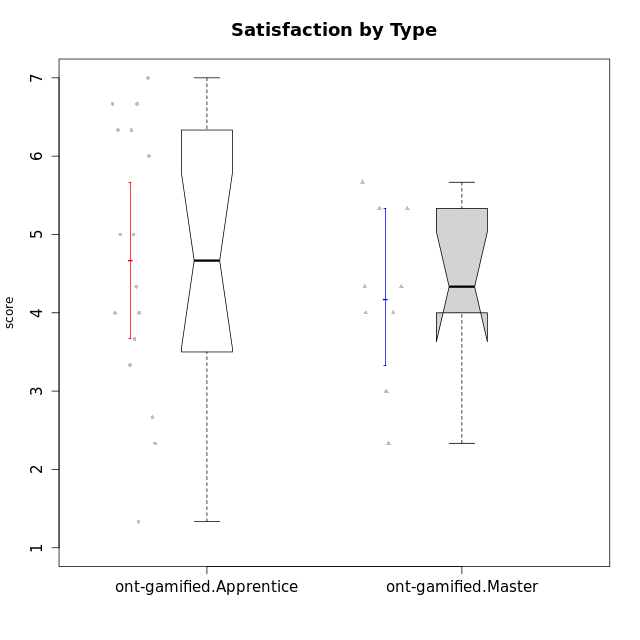 Satisfaction by Type
7
6
5
4
3
2
1
score
ont-gamified.Apprentice
ont-gamified.Master